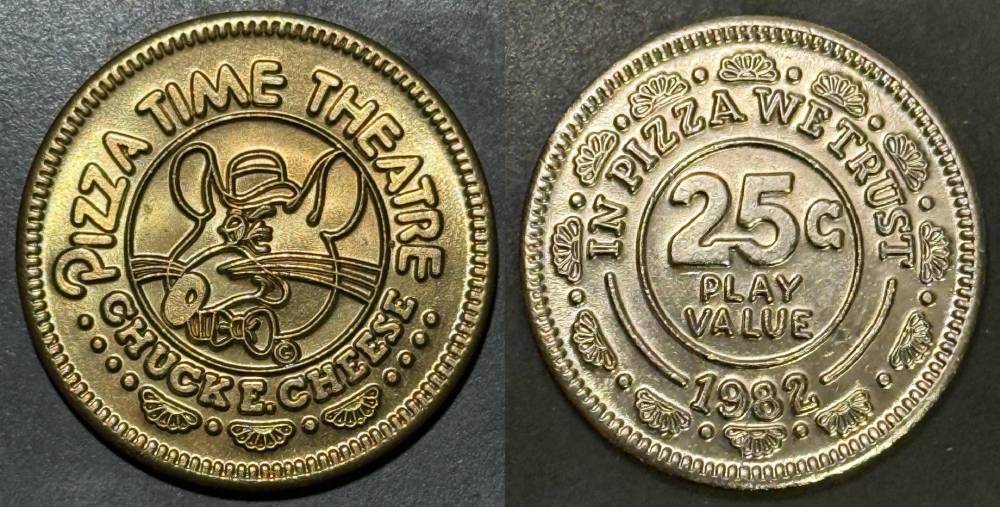 PIZZA TIME THEATRE
CHUCK E. CHEESE
©
IN PIZZA WE TRUST
25¢
PLAY
VALUE
1982